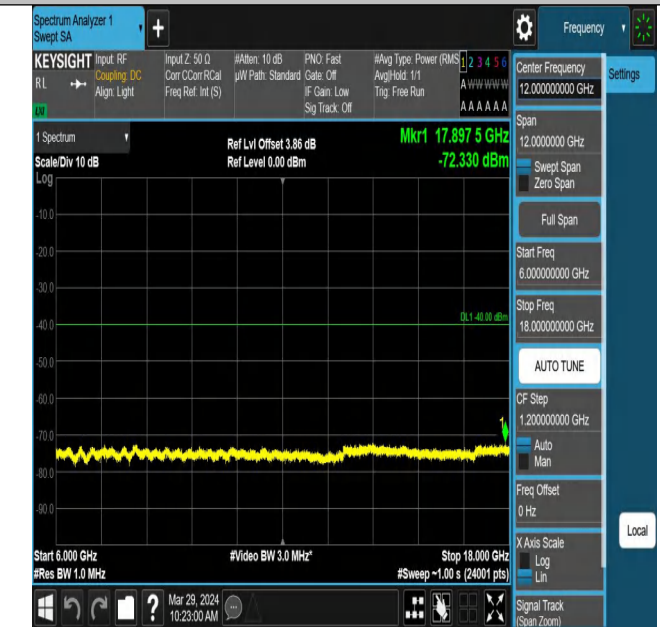 Spectrum Analyzer 1
Swept SA
+
Frequency
KEYSIGHT
RL
LXI
Input: RF
Coupling: DC
Align: Light
Input Z: 50 Ω
Corr CCorr RCal
Freq Ref: Int (S)
#Atten: 10 dB
µW Path: Standard
PNO: Fast
Gate: Off
IF Gain: Low
Sig Track: Off
#Avg Type: Power (RMS
Avg|Hold: 1/1
Trig: Free Run
1 2 3 4 5 6
A W W W W W
A A A A A A
1 Spectrum
Scale/Div 10 dB
Log
Ref Lvl Offset 3.86 dB
Ref Level 0.00 dBm
Mkr1 17.897 5 GHz
-72.330 dBm
-10.0
-20.0
-30.0
DL1 -40.00 dBm
-40.0
-50.0
-60.0
1
-70.0
-80.0
-90.0
Start 6.000 GHz
#Res BW 1.0 MHz
#Video BW 3.0 MHz*
Stop 18.000 GHz
#Sweep ~1.00 s (24001 pts)
?
Mar 29, 2024
10:23:00 AM
Center Frequency
12.000000000 GHz
Settings
Span
12.0000000 GHz
Swept Span
Zero Span
Full Span
Start Freq
6.000000000 GHz
Stop Freq
18.000000000 GHz
AUTO TUNE
CF Step
1.200000000 GHz
Auto
Man
Freq Offset
0 Hz
Local
X Axis Scale
Log
Lin
Signal Track
(Span Zoom)